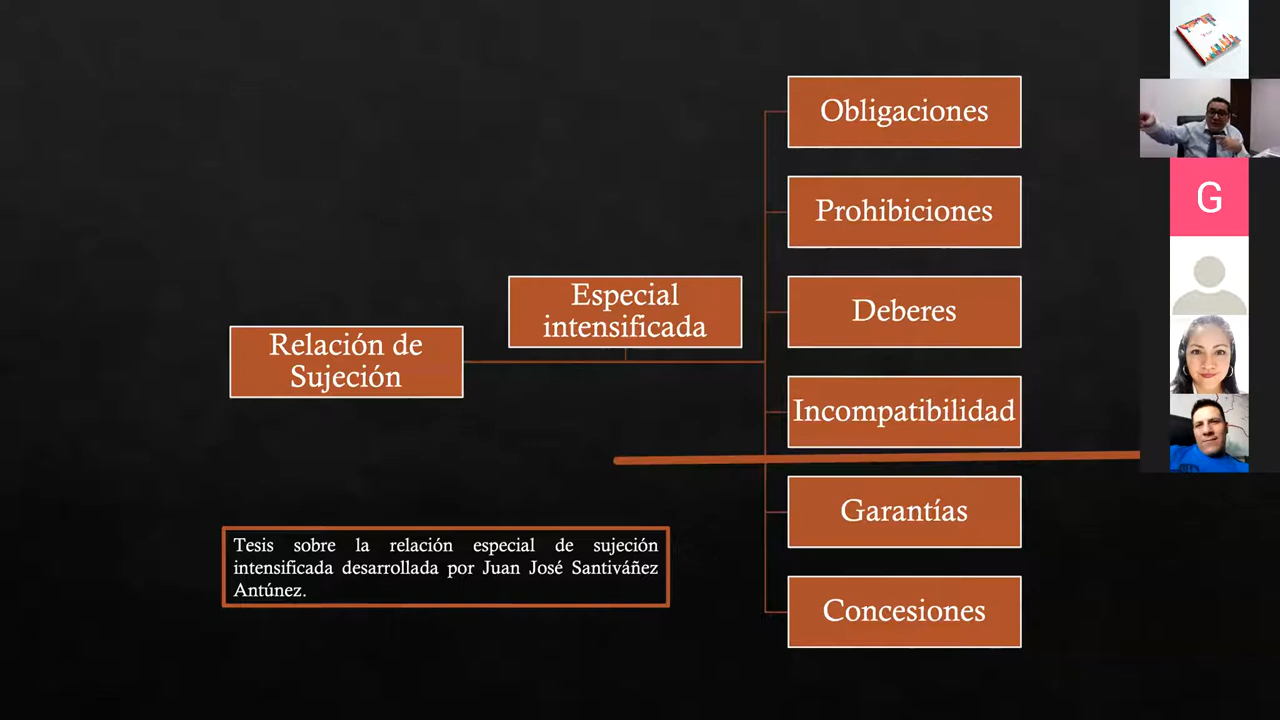 Obligaciones
Prohibiciones
Especial
intensificada
Deberes
Relación de
Sujeción
Incompatibilidad
Garantías
Tesis sobre la relación especial de sujeción
intensificada desarrollada por Juan José Santiváñez
Antúnez.
Concesiones
G